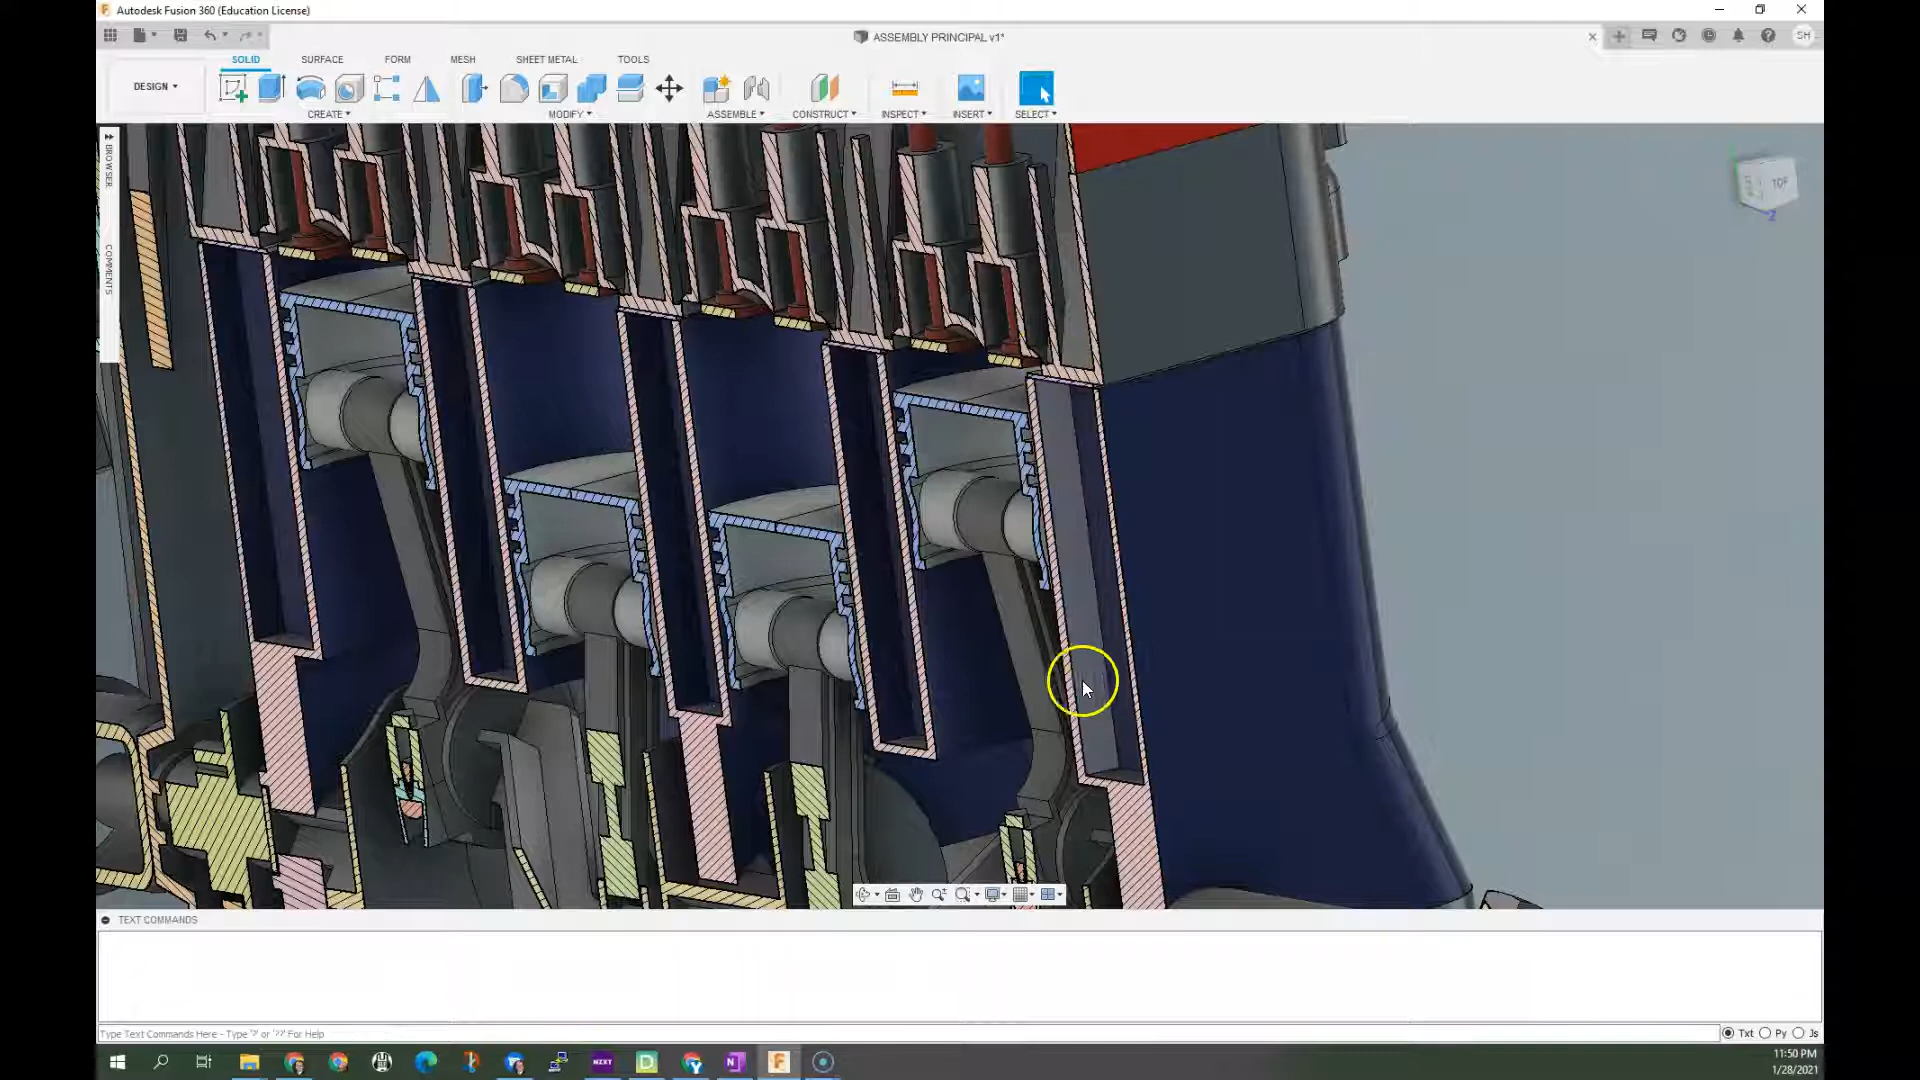 Autodesk Fusion 360 (Education License)
ASSEMBLY PRINCIPAL v1*
SH
SOLID SURFACE FORM MESH SHEET METAL TOOLS
DESIGN
CREATE MODIFY ASSEMBLE CONSTRUCT INSPECT INSERT SELECT
BROWSER
COMMENTS
TOP
Z
TEXT COMMANDS
Type Text Commands Here - Type '?' or '??' For Help
Txt Py Js
NZXT
11:50 PM
1/28/2021